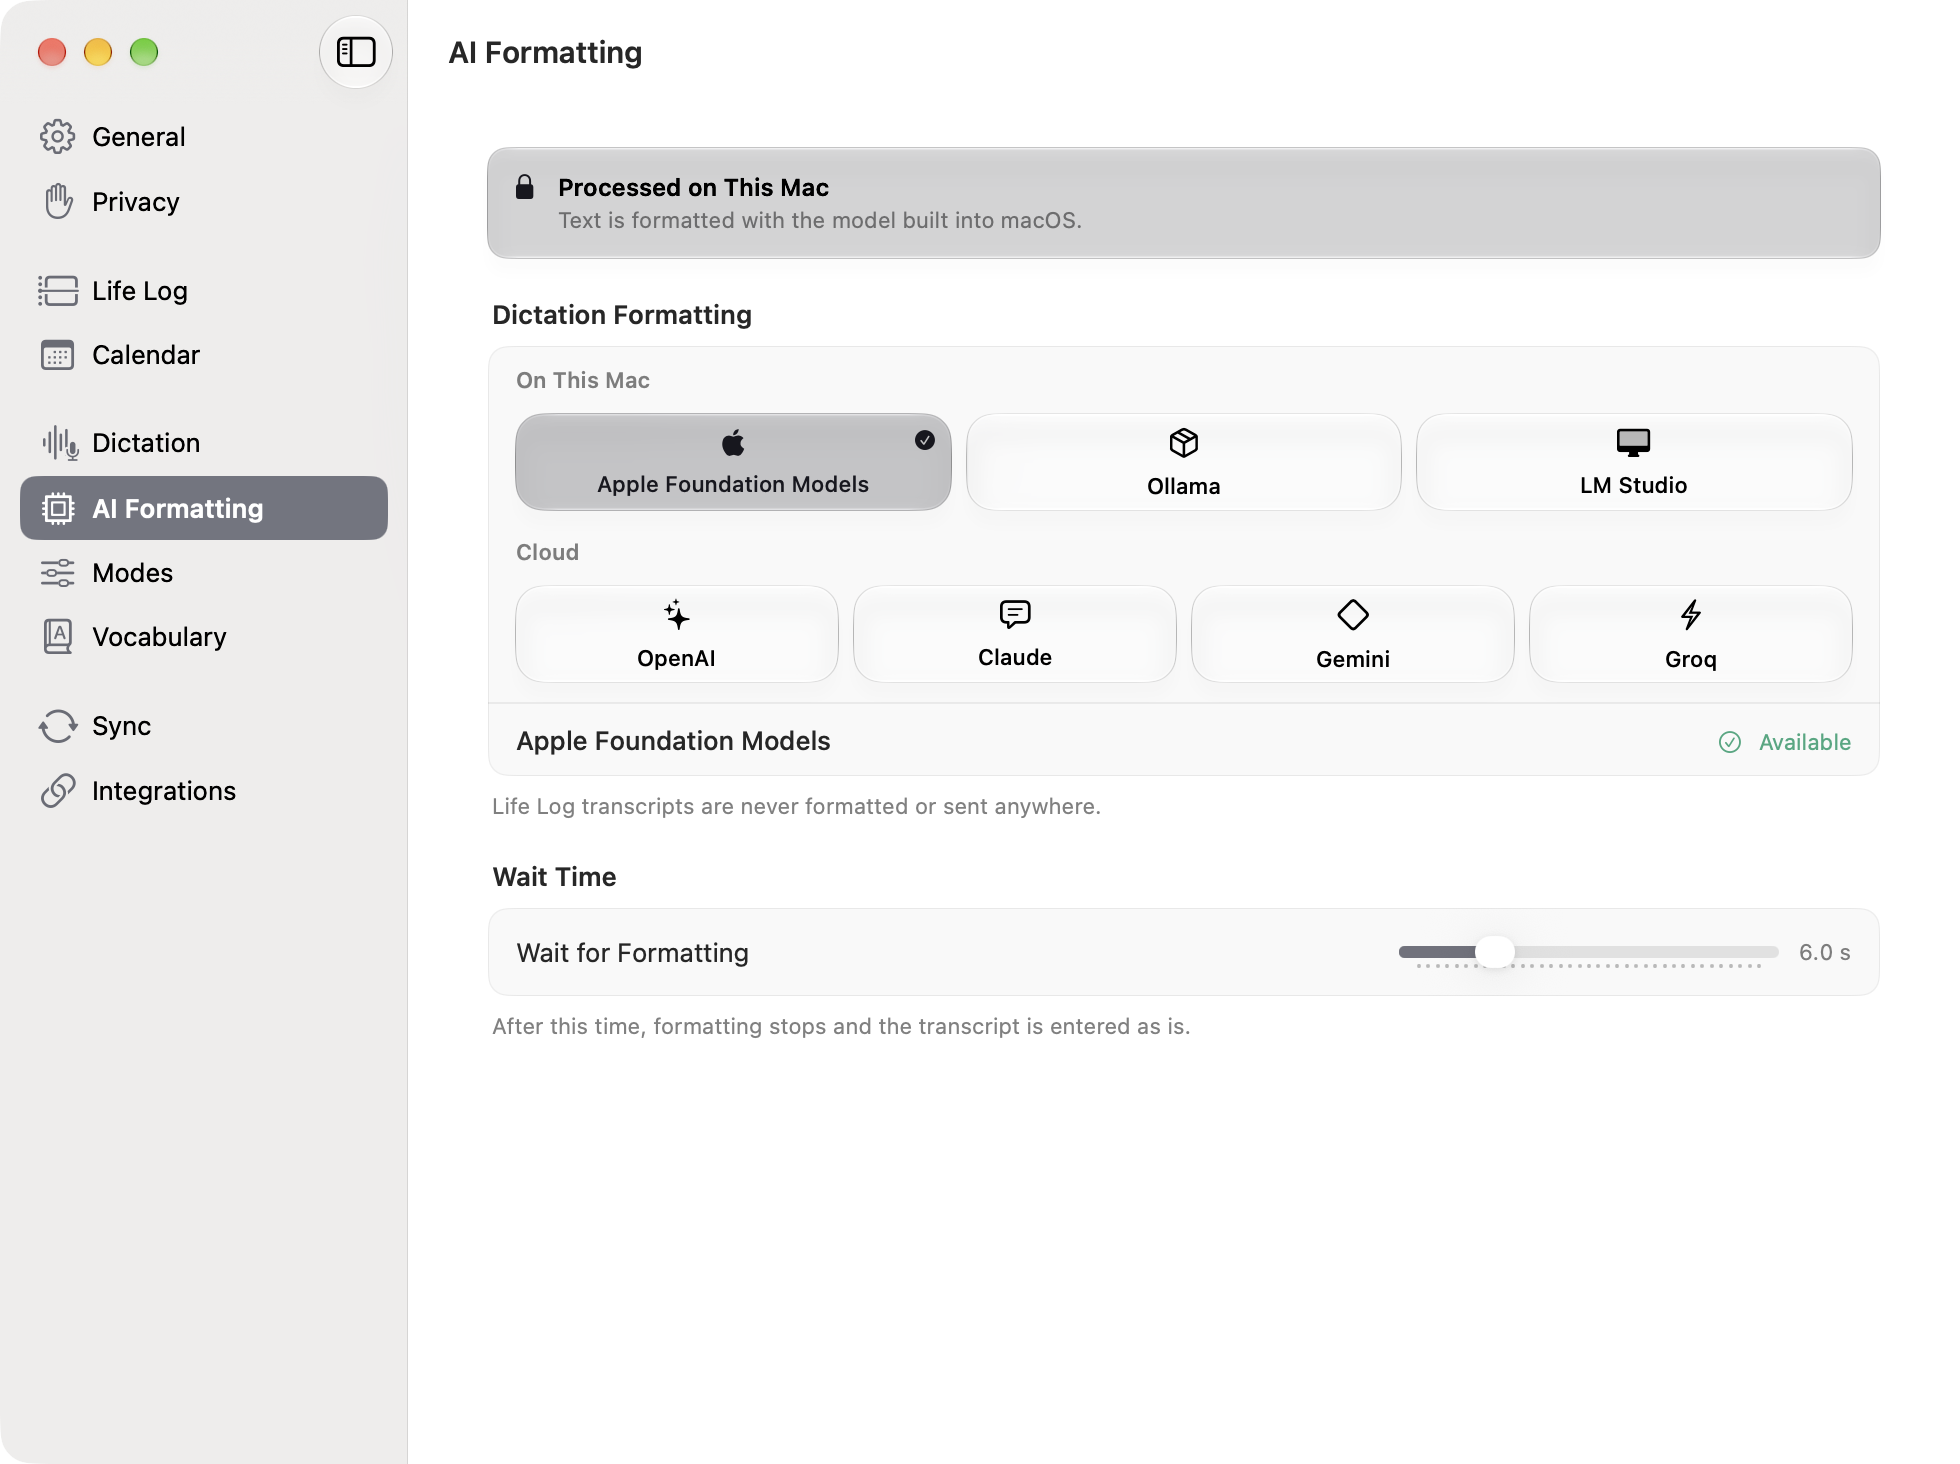 AI Formatting
General
Privacy
Life Log
Calendar
Dictation
AI Formatting
Modes
Vocabulary
Sync
Integrations
Processed on This Mac
Text is formatted with the model built into macOS.
Dictation Formatting
On This Mac
Apple Foundation Models
Ollama
LM Studio
Cloud
OpenAI
Claude
Gemini
Groq
Apple Foundation Models
Available
Life Log transcripts are never formatted or sent anywhere.
Wait Time
Wait for Formatting
6.0 s
After this time, formatting stops and the transcript is entered as is.